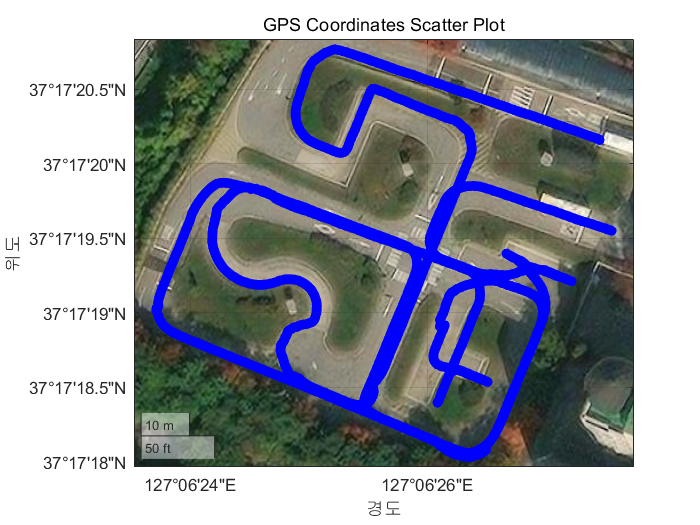 GPS Coordinates Scatter Plot
37°17'20.5"N
37°17'20"N
37°17'19.5"N
37°17'19"N
37°17'18.5"N
37°17'18"N
위도
10 m
50 ft
127°06'24"E
127°06'26"E
경도